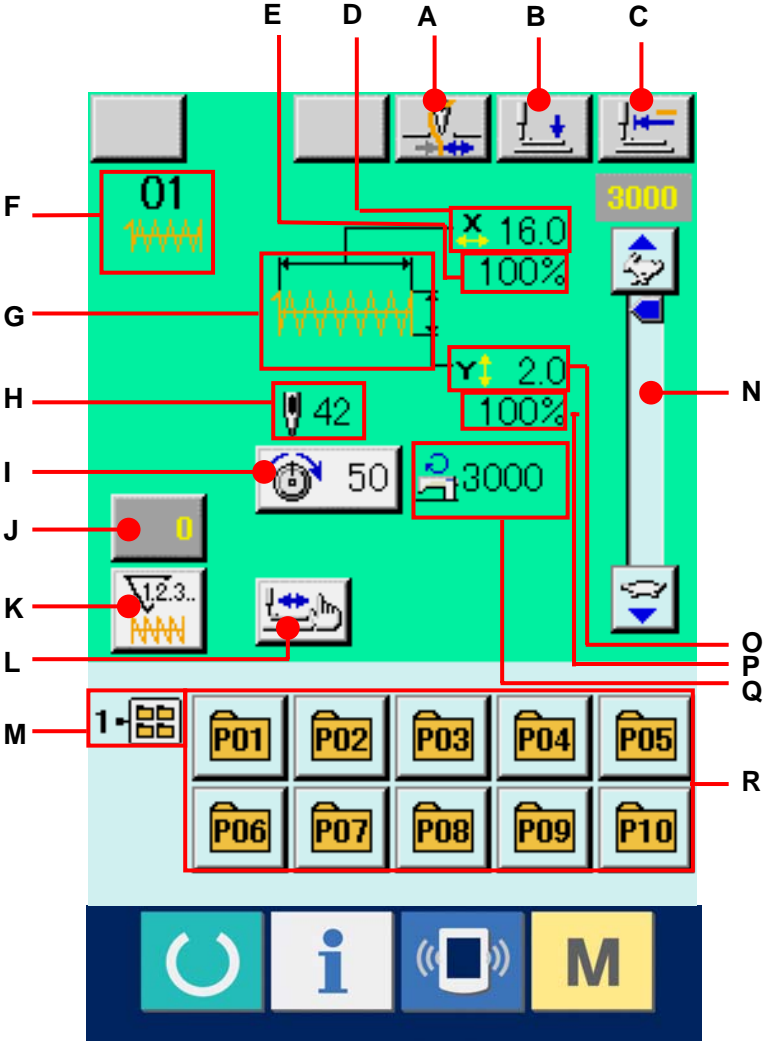 E D A B C
F 01 3000
X 16.0
100%
G
Y 2.0
100%
H 42
N
I 50 3000
J 0
K 1.2.3..
L
O
P
Q
M 1
P01 P02 P03 P04 P05
R
P06 P07 P08 P09 P10
i M